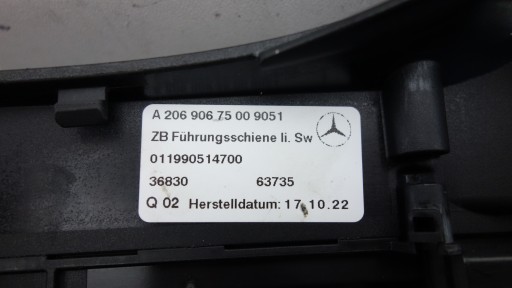 A 206 906 75 00 9051
ZB Führungsschiene li. Sw
011990514700
36830 63735
Q 02 Herstelldatum: 17.10.22